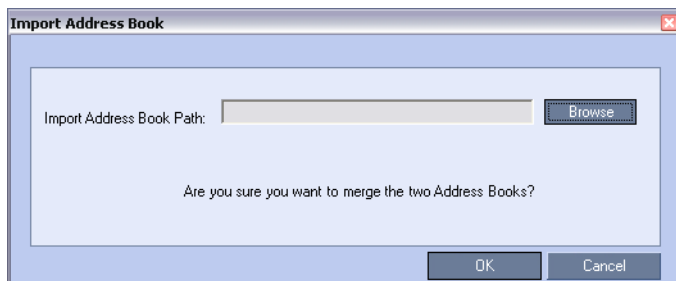 Import Address Book
Import Address Book Path: Browse
Are you sure you want to merge the two Address Books?
OK Cancel